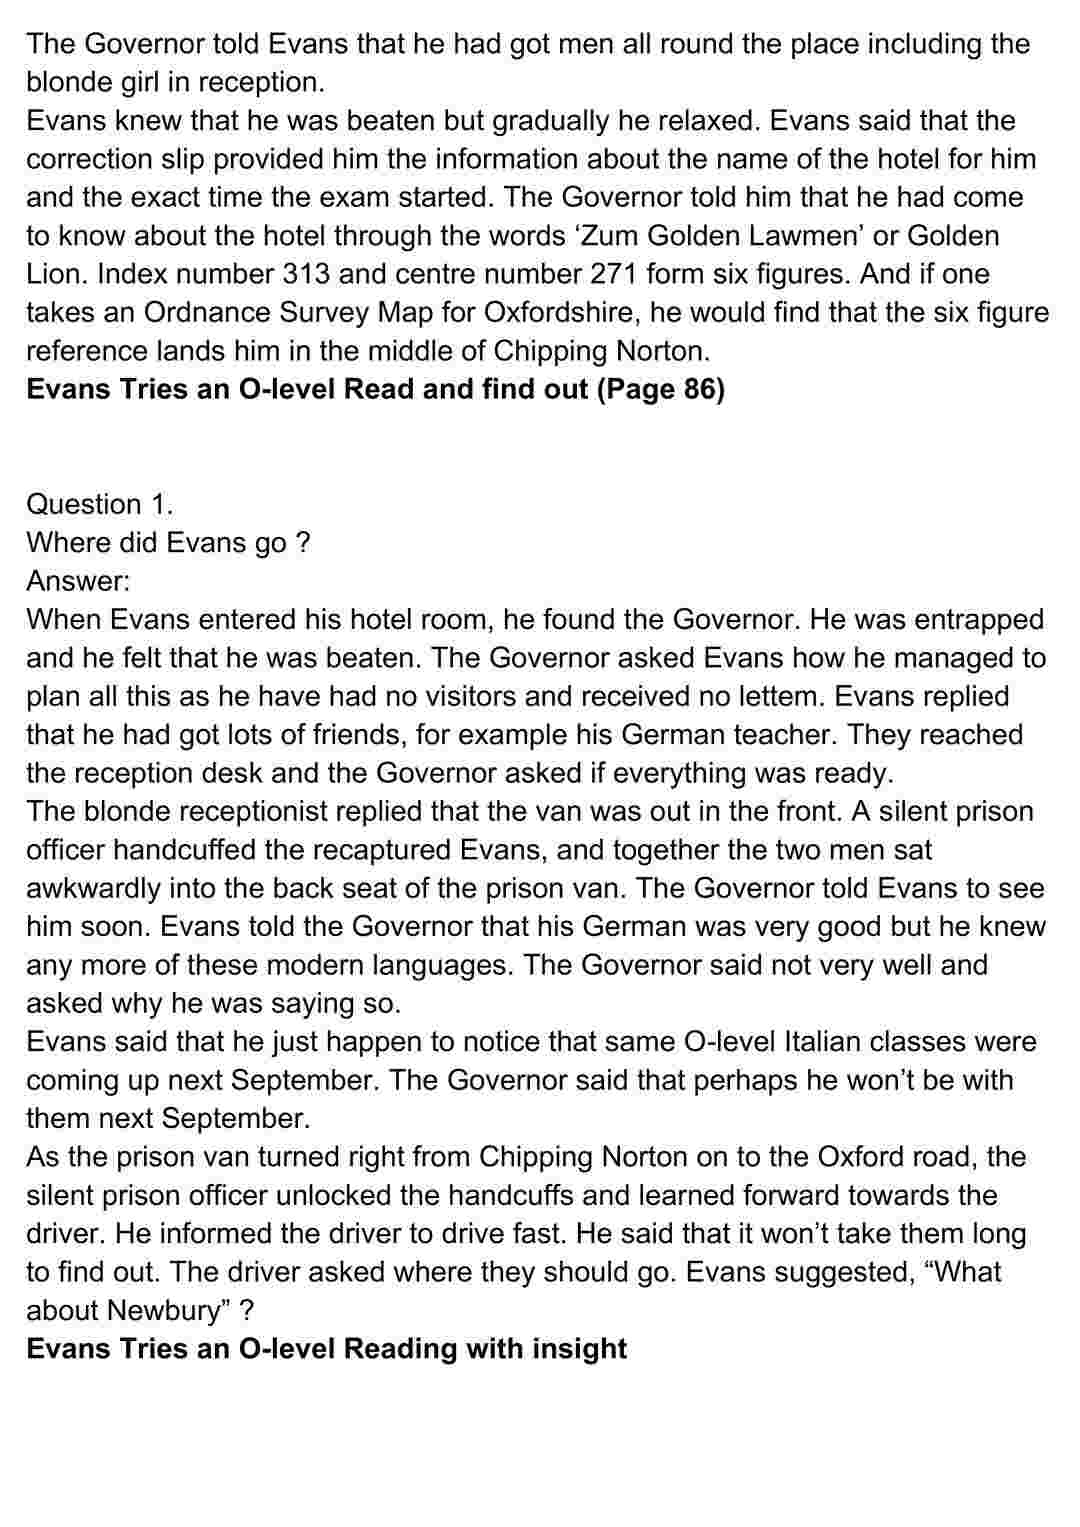 The Governor told Evans that he had got men all round the place including the
blonde girl in reception.
Evans knew that he was beaten but gradually he relaxed. Evans said that the
correction slip provided him the information about the name of the hotel for him
and the exact time the exam started. The Governor told him that he had come
to know about the hotel through the words ‘Zum Golden Lawmen’ or Golden
Lion. Index number 313 and centre number 271 form six figures. And if one
takes an Ordnance Survey Map for Oxfordshire, he would find that the six figure
reference lands him in the middle of Chipping Norton.
Evans Tries an O-level Read and find out (Page 86)
Question 1.
Where did Evans go ?
Answer:
When Evans entered his hotel room, he found the Governor. He was entrapped
and he felt that he was beaten. The Governor asked Evans how he managed to
plan all this as he have had no visitors and received no lettem. Evans replied
that he had got lots of friends, for example his German teacher. They reached
the reception desk and the Governor asked if everything was ready.
The blonde receptionist replied that the van was out in the front. A silent prison
officer handcuffed the recaptured Evans, and together the two men sat
awkwardly into the back seat of the prison van. The Governor told Evans to see
him soon. Evans told the Governor that his German was very good but he knew
any more of these modern languages. The Governor said not very well and
asked why he was saying so.
Evans said that he just happen to notice that same O-level Italian classes were
coming up next September. The Governor said that perhaps he won’t be with
them next September.
As the prison van turned right from Chipping Norton on to the Oxford road, the
silent prison officer unlocked the handcuffs and learned forward towards the
driver. He informed the driver to drive fast. He said that it won’t take them long
to find out. The driver asked where they should go. Evans suggested, “What
about Newbury” ?
Evans Tries an O-level Reading with insight